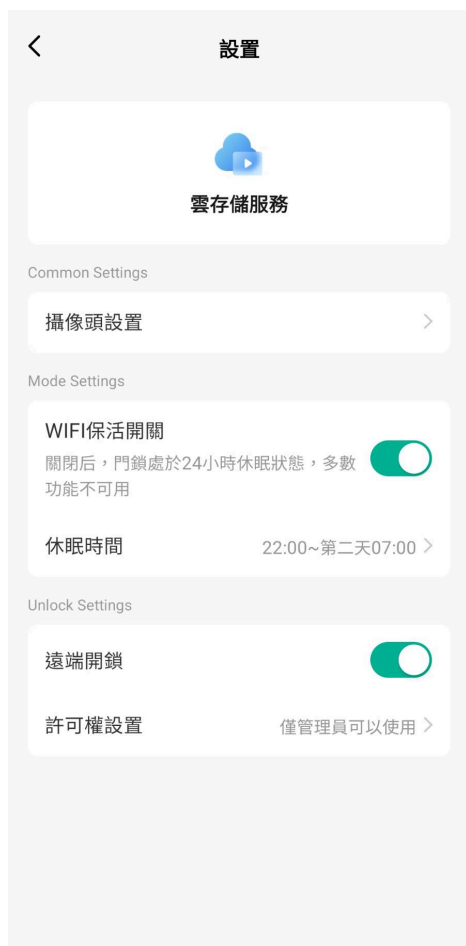 設置
雲存儲服務
Common Settings
攝像頭設置
Mode Settings
WIFI保活開關
關閉后，門鎖處於24小時休眠狀態，多數
功能不可用
休眠時間 22:00~第二天07:00
Unlock Settings
遠端開鎖
許可權設置 僅管理員可以使用